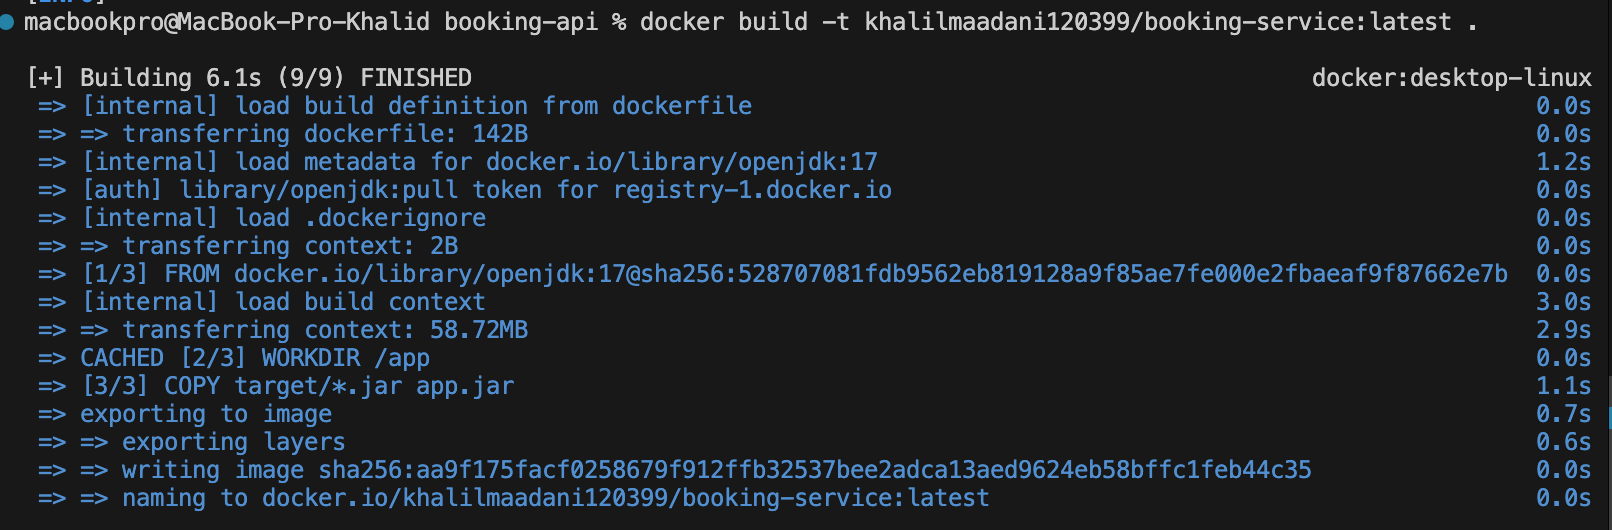 [INFO]
macbookpro@MacBook-Pro-Khalid booking-api % docker build -t khalilmaadani120399/booking-service:latest .
[+] Building 6.1s (9/9) FINISHED docker:desktop-linux
=> [internal] load build definition from dockerfile 0.0s
=> => transferring dockerfile: 142B 0.0s
=> [internal] load metadata for docker.io/library/openjdk:17 1.2s
=> [auth] library/openjdk:pull token for registry-1.docker.io 0.0s
=> [internal] load .dockerignore 0.0s
=> => transferring context: 2B 0.0s
=> [1/3] FROM docker.io/library/openjdk:17@sha256:528707081fdb9562eb819128a9f85ae7fe000e2fbaeaf9f87662e7b 0.0s
=> [internal] load build context 3.0s
=> => transferring context: 58.72MB 2.9s
=> CACHED [2/3] WORKDIR /app 0.0s
=> [3/3] COPY target/*.jar app.jar 1.1s
=> exporting to image 0.7s
=> => exporting layers 0.6s
=> => writing image sha256:aa9f175facf0258679f912ffb32537bee2adca13aed9624eb58bffc1feb44c35 0.0s
=> => naming to docker.io/khalilmaadani120399/booking-service:latest 0.0s